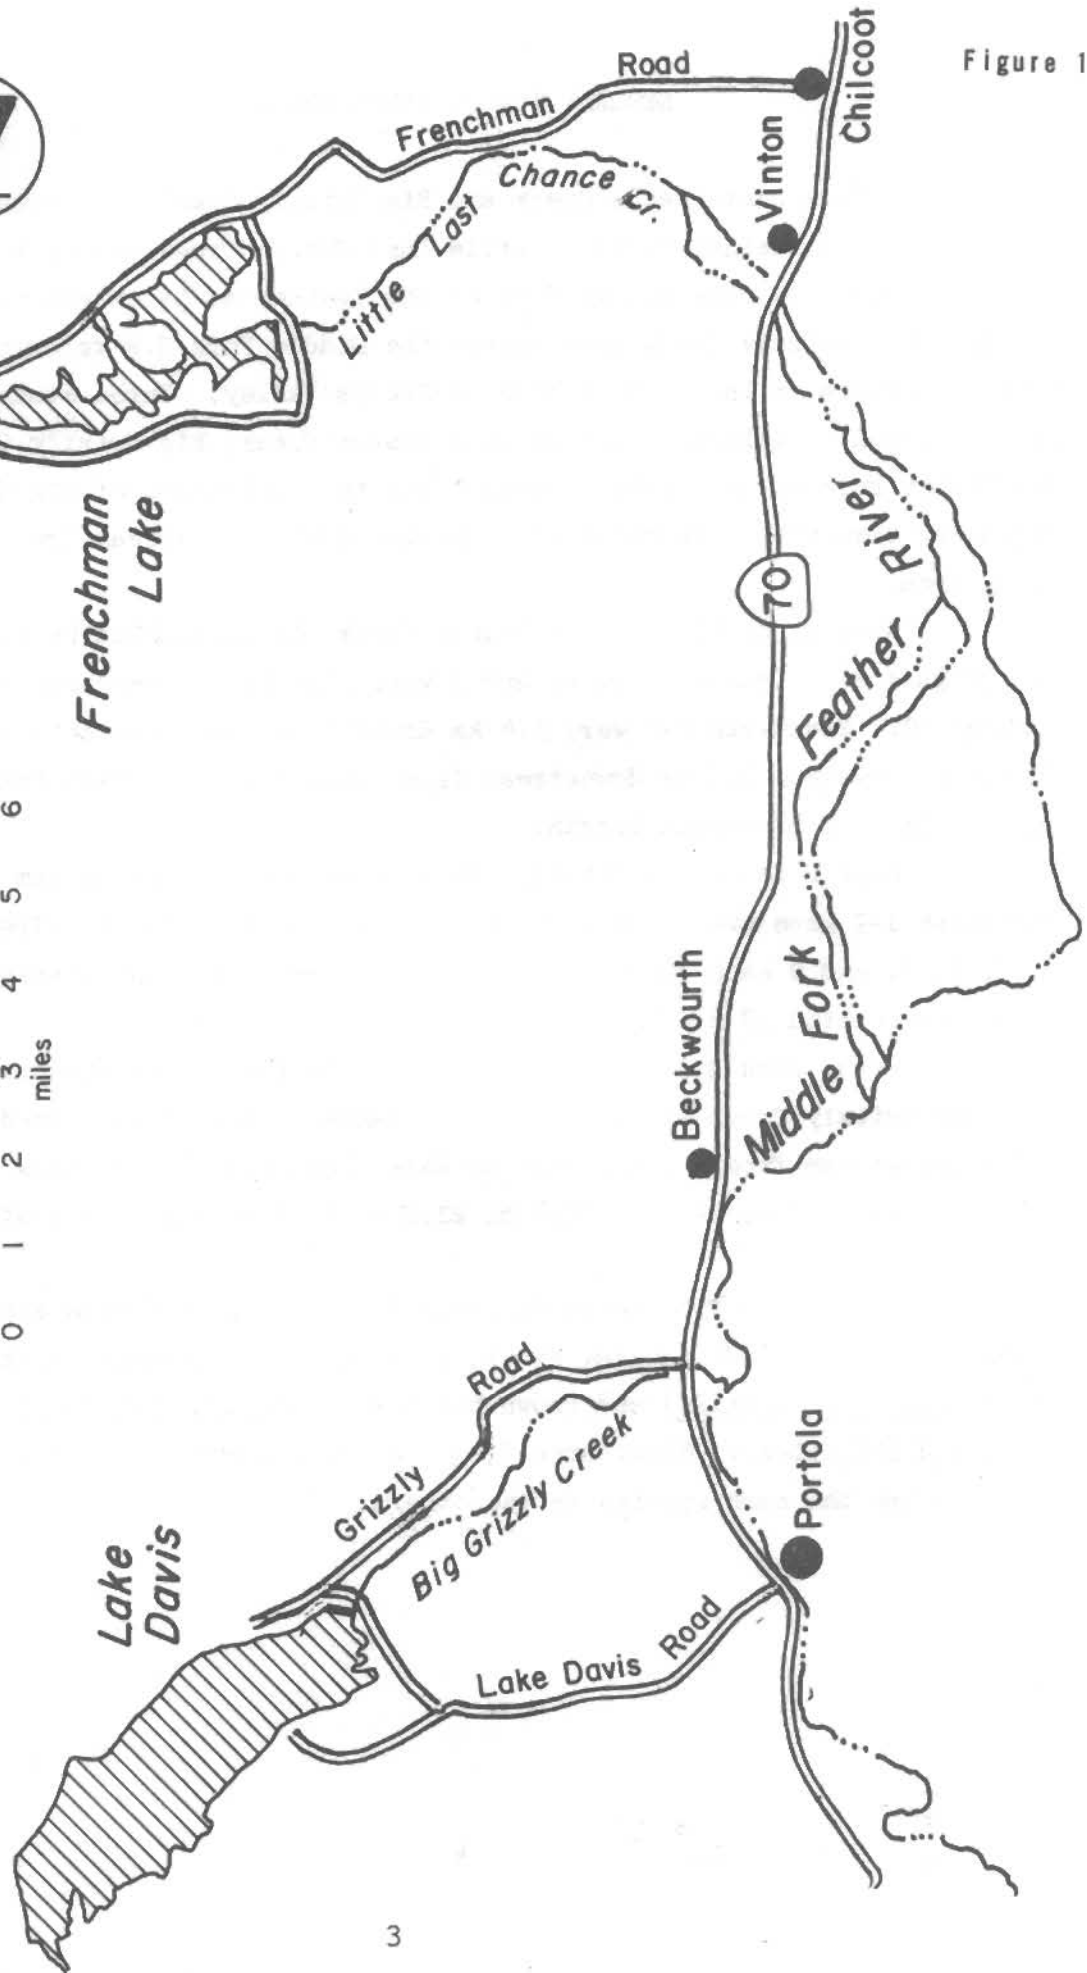 Figure 1
Chilcoot
Road
Frenchman
Vinton
Chance
Cr.
Last
Little
Frenchman
Lake
70
River
Feather
Fork
Middle
0 1 2 3 4 5 6
miles
Beckwourth
Road
Grizzly
Big Grizzly Creek
Portola
Lake
Davis
Lake Davis Road
3